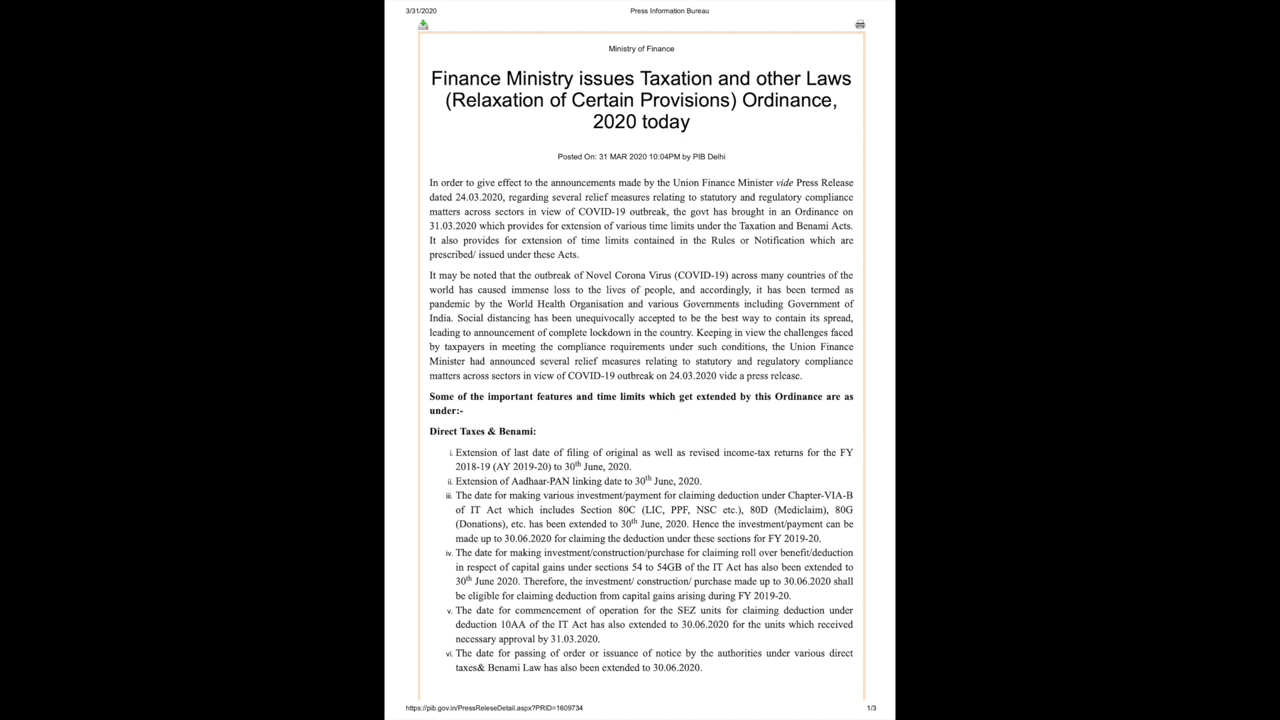 3/31/2020 Press Information Bureau
Ministry of Finance
Finance Ministry issues Taxation and other Laws
(Relaxation of Certain Provisions) Ordinance,
2020 today
Posted On: 31 MAR 2020 10:04PM by PIB Delhi
In order to give effect to the announcements made by the Union Finance Minister vide Press Release
dated 24.03.2020, regarding several relief measures relating to statutory and regulatory compliance
matters across sectors in view of COVID-19 outbreak, the govt has brought in an Ordinance on
31.03.2020 which provides for extension of various time limits under the Taxation and Benami Acts.
It also provides for extension of time limits contained in the Rules or Notification which are
prescribed/ issued under these Acts.
It may be noted that the outbreak of Novel Corona Virus (COVID-19) across many countries of the
world has caused immense loss to the lives of people, and accordingly, it has been termed as
pandemic by the World Health Organisation and various Governments including Government of
India. Social distancing has been unequivocally accepted to be the best way to contain its spread,
leading to announcement of complete lockdown in the country. Keeping in view the challenges faced
by taxpayers in meeting the compliance requirements under such conditions, the Union Finance
Minister had announced several relief measures relating to statutory and regulatory compliance
matters across sectors in view of COVID-19 outbreak on 24.03.2020 vide a press release.
Some of the important features and time limits which get extended by this Ordinance are as
under:-
Direct Taxes & Benami:
i. Extension of last date of filing of original as well as revised income-tax returns for the FY
2018-19 (AY 2019-20) to 30th June, 2020.
ii. Extension of Aadhaar-PAN linking date to 30th June, 2020.
iii. The date for making various investment/payment for claiming deduction under Chapter-VIA-B
of IT Act which includes Section 80C (LIC, PPF, NSC etc.), 80D (Mediclaim), 80G
(Donations), etc. has been extended to 30th June, 2020. Hence the investment/payment can be
made up to 30.06.2020 for claiming the deduction under these sections for FY 2019-20.
iv. The date for making investment/construction/purchase for claiming roll over benefit/deduction
in respect of capital gains under sections 54 to 54GB of the IT Act has also been extended to
30th June 2020. Therefore, the investment/ construction/ purchase made up to 30.06.2020 shall
be eligible for claiming deduction from capital gains arising during FY 2019-20.
v. The date for commencement of operation for the SEZ units for claiming deduction under
deduction 10AA of the IT Act has also extended to 30.06.2020 for the units which received
necessary approval by 31.03.2020.
vi. The date for passing of order or issuance of notice by the authorities under various direct
taxes& Benami Law has also been extended to 30.06.2020.
https://pib.gov.in/PressReleseDetail.aspx?PRID=1609734 1/3